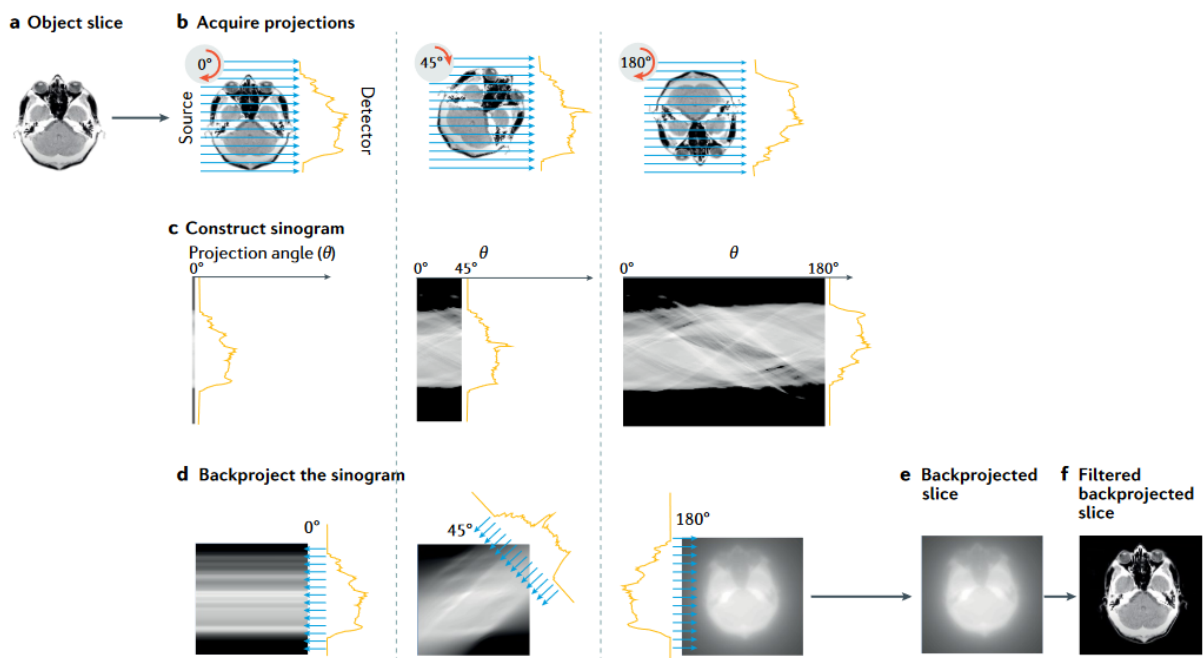 a Object slice
b Acquire projections
0°
45°
180°
Source
Detector
c Construct sinogram
Projection angle (θ)
0°
θ
0° 45°
θ
0° 180°
d Backproject the sinogram
0°
45°
180°
e Backprojected
slice
f Filtered
backprojected
slice